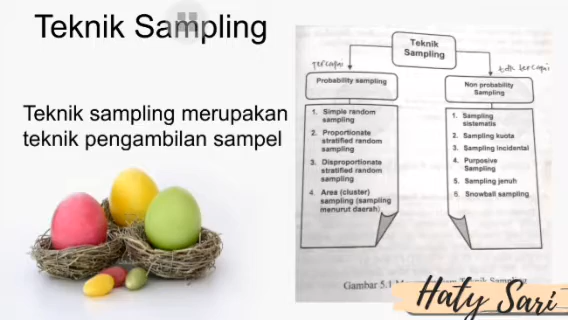 Teknik Sampling
Teknik sampling merupakan
teknik pengambilan sampel
Teknik
Sampling
tercapai
tdk tercapai
Probability sampling
1. Simple random
sampling
2. Proportionate
stratified random
sampling
3. Disproportionate
stratified random
sampling
4. Area (cluster)
sampling (sampling
menurut daerah)
Non probability
Sampling
1. Sampling
sistematis
2. Sampling kuota
3. Sampling incidental
4. Purposive
Sampling
5. Sampling jenuh
6. Snowball sampling
Gambar 5.1 Teknik Sampling
Haty Sari